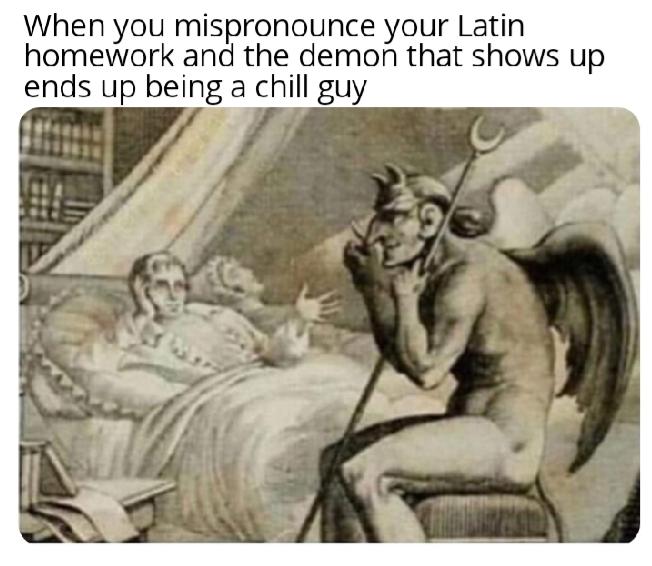 When you mispronounce your Latin
homework and the demon that shows up
ends up being a chill guy